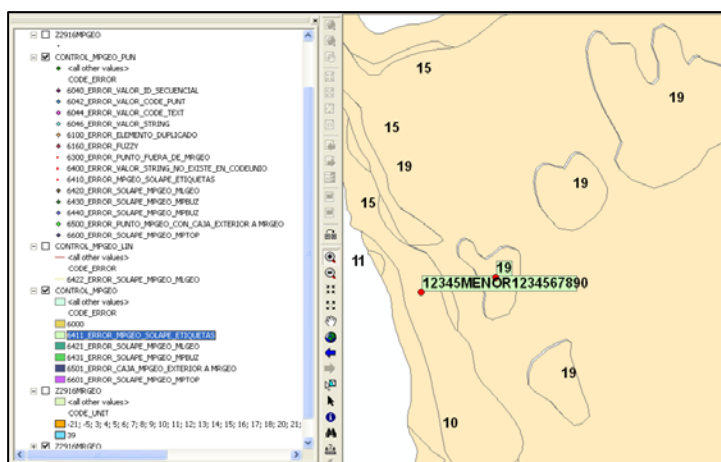 Z2916MPGEO
CONTROL_MPGEO_PUN
<all other values>
CODE_ERROR
6040_ERROR_VALOR_ID_SECUENCIAL
6042_ERROR_VALOR_CODE_PUNT
6044_ERROR_VALOR_CODE_TEXT
6046_ERROR_VALOR_STRING
6100_ERROR_ELEMENTO_DUPLICADO
6160_ERROR_FUZZY
6300_ERROR_PUNTO_FUERA_DE_MRGEO
6400_ERROR_VALOR_STRING_NO_EXISTE_EN_CODEUNIO
6410_ERROR_MPGEO_SOLAPE_ETIQUETAS
6420_ERROR_SOLAPE_MPGEO_MLGEO
6430_ERROR_SOLAPE_MPGEO_MPBUZ
6440_ERROR_SOLAPE_MPGEO_MPBUZ
6500_ERROR_PUNTO_MPGEO_CON_CAJA_EXTERIOR A MRGEO
6600_ERROR_SOLAPE_MPGEO_MPTOP
CONTROL_MPGEO_LIN
<all other values>
CODE_ERROR
6422_ERROR_SOLAPE_MPGEO_MLGEO
CONTROL_MPGEO
<all other values>
CODE_ERROR
6000
6411_ERROR_MPGEO_SOLAPE_ETIQUETAS
6421_ERROR_SOLAPE_MPGEO_MLGEO
6431_ERROR_SOLAPE_MPGEO_MPBUZ
6501_ERROR_CAJA_MPGEO_EXTERIOR A MRGEO
6601_ERROR_SOLAPE_MPGEO_MPTOP
Z2916MRGEO
<all other values>
CODE_UNIT
-21; -5; 3; 4; 5; 6; 7; 8; 9; 10; 11; 12; 13; 14; 15; 16; 17; 18; 20; 21;
39
Z2916MRGEO
15
19
15
19
19
15
11
19
12345MENOR1234567890
19
10